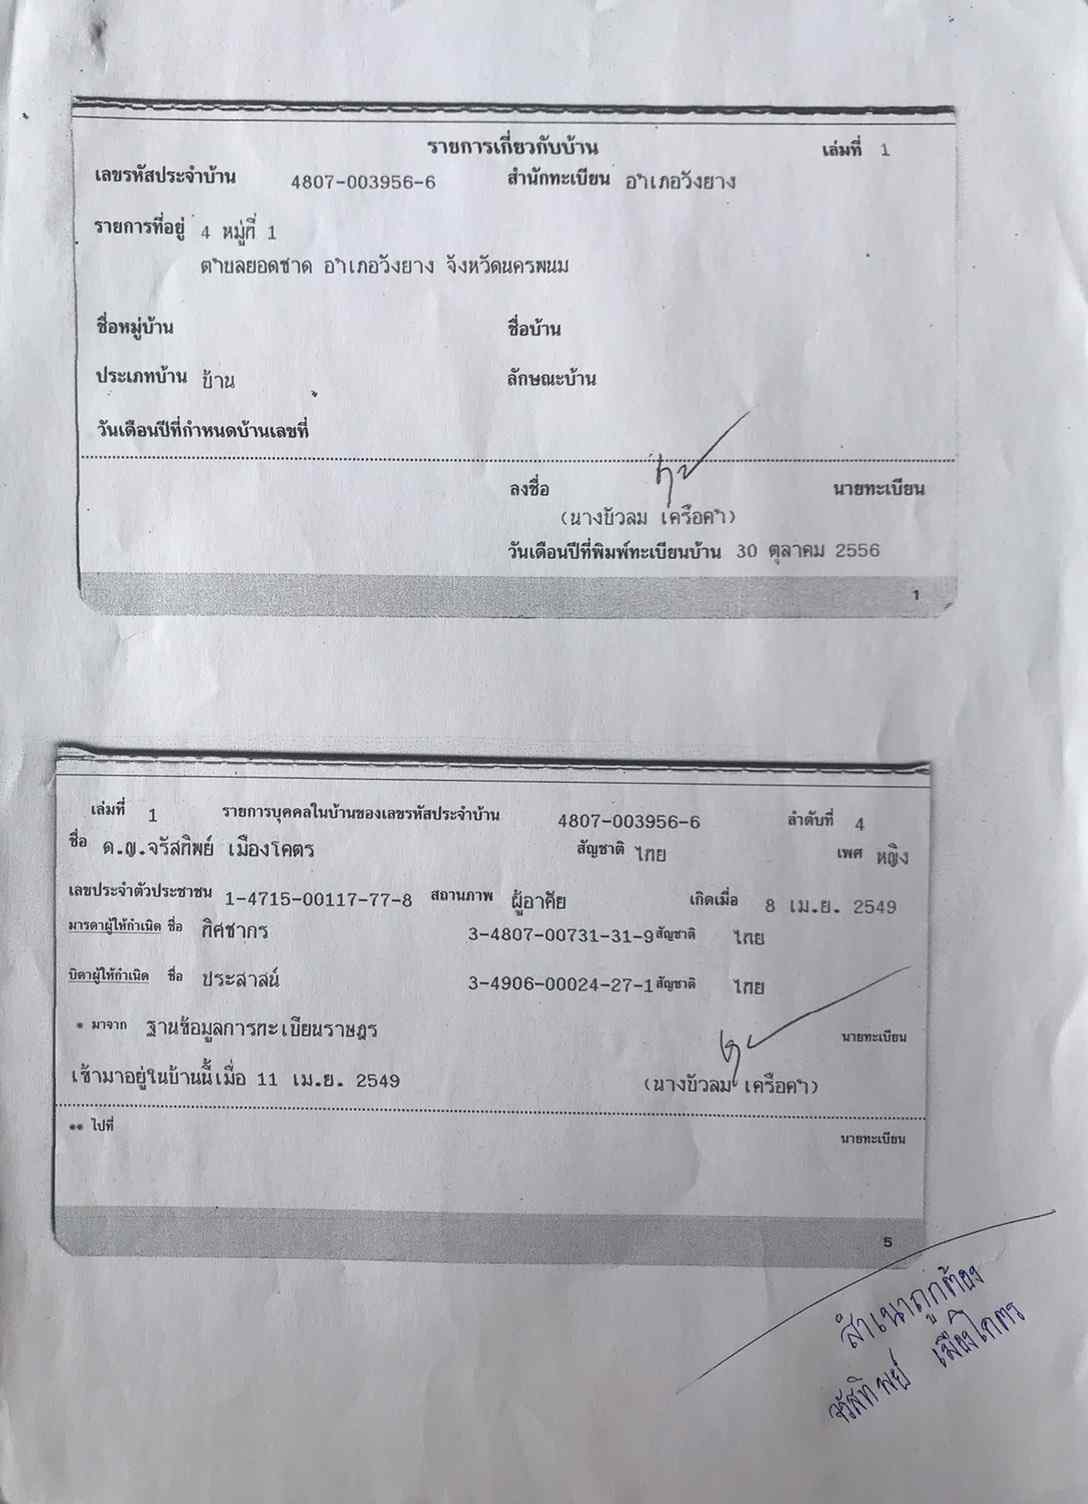 รายการเกี่ยวกับบ้าน เล่มที่ 1
เลขรหัสประจำบ้าน 4807-003956-6 สำนักทะเบียน อำเภอวังยาง
รายการที่อยู่ 4 หมู่ที่ 1
ตำบลยอดชาด อำเภอวังยาง จังหวัดนครพนม
ชื่อหมู่บ้าน ชื่อบ้าน
ประเภทบ้าน บ้าน ลักษณะบ้าน
วันเดือนปีที่กำหนดบ้านเลขที่
ลงชื่อ นายทะเบียน
(นางบัวลม เครือคำ)
วันเดือนปีที่พิมพ์ทะเบียนบ้าน 30 ตุลาคม 2556
1
เล่มที่ 1 รายการบุคคลในบ้านของเลขรหัสประจำบ้าน 4807-003956-6 ลำดับที่ 4
ชื่อ ด.ญ.จรัสทิพย์ เมืองโคตร สัญชาติ ไทย เพศ หญิง
เลขประจำตัวประชาชน 1-4715-00117-77-8 สถานภาพ ผู้อาศัย เกิดเมื่อ 8 เม.ย. 2549
มารดาผู้ให้กำเนิด ชื่อ ทิศชากร 3-4807-00731-31-9 สัญชาติ ไทย
บิดาผู้ให้กำเนิด ชื่อ ประสาสน์ 3-4906-00024-27-1 สัญชาติ ไทย
* มาจาก ฐานข้อมูลการทะเบียนราษฎร นายทะเบียน
เข้ามาอยู่ในบ้านนี้เมื่อ 11 เม.ย. 2549 (นางบัวลม เครือคำ)
** ไปที่ นายทะเบียน
5
สำเนาถูกต้อง
จรัสทิพย์ เมืองโคตร